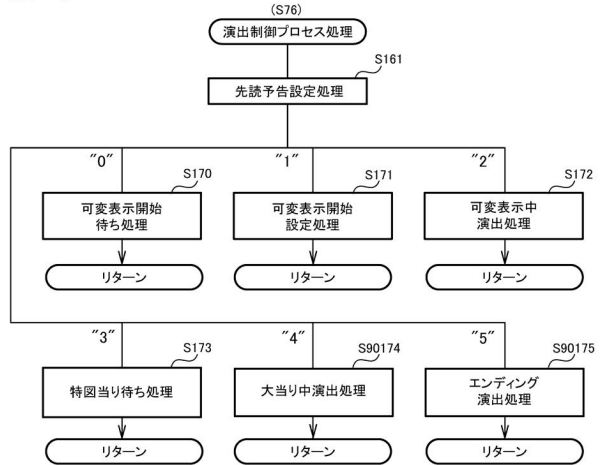 (S76)
演出制御プロセス処理
S161
先読予告設定処理
"0"
"1"
"2"
S170
S171
S172
可変表示開始
待ち処理
可変表示開始
設定処理
可変表示中
演出処理
リターン
リターン
リターン
"3"
"4"
"5"
S173
S90174
S90175
特図当り待ち処理
大当り中演出処理
エンディング
演出処理
リターン
リターン
リターン